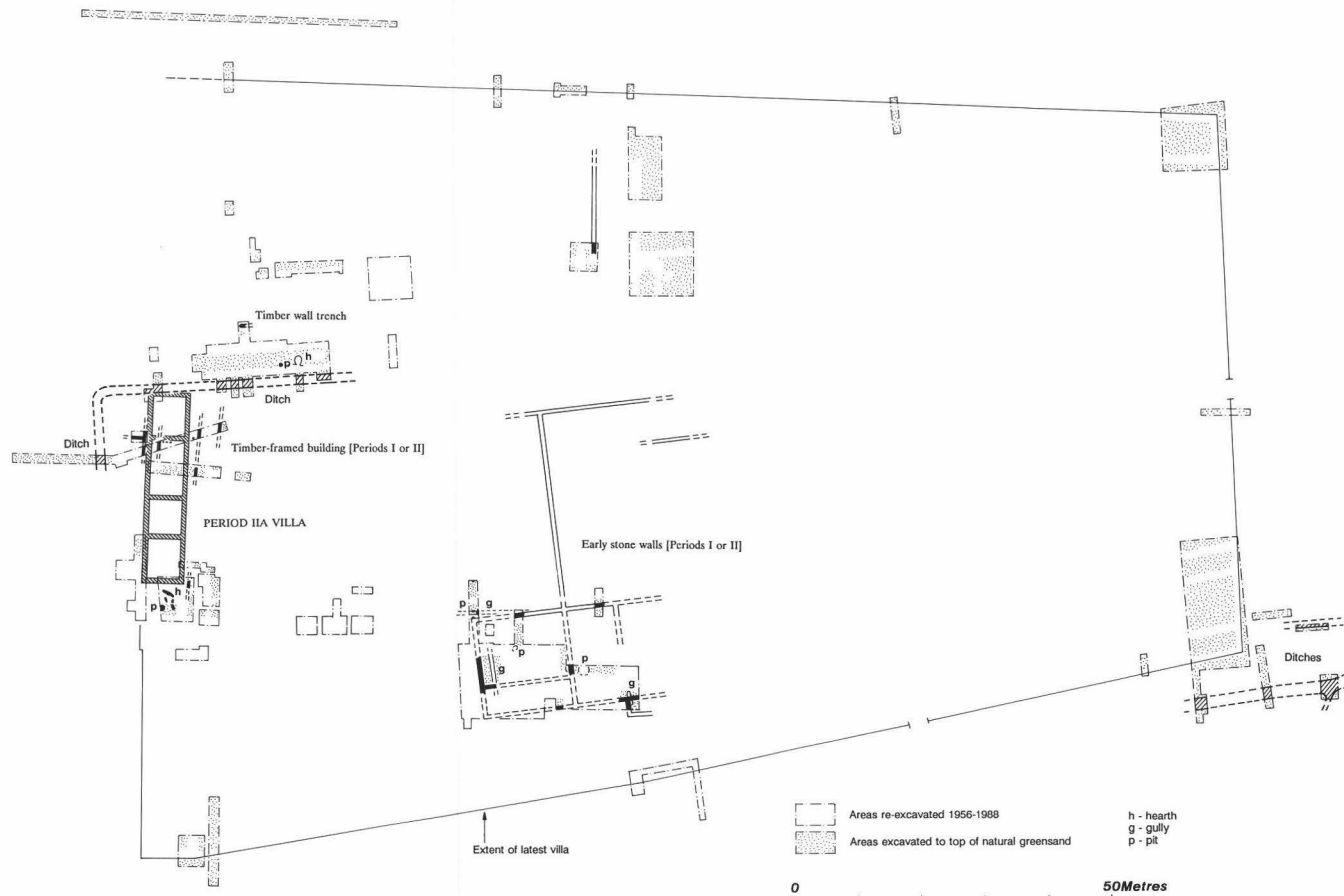 Timber wall trench
p
h
Ditch
Ditch
Timber-framed building [Periods I or II]
PERIOD IIA VILLA
Early stone walls [Periods I or II]
h
p
p
g
p
g
p
g
Ditches
Extent of latest villa
Areas re-excavated 1956-1988
Areas excavated to top of natural greensand
h - hearth
g - gully
p - pit
0
50Metres